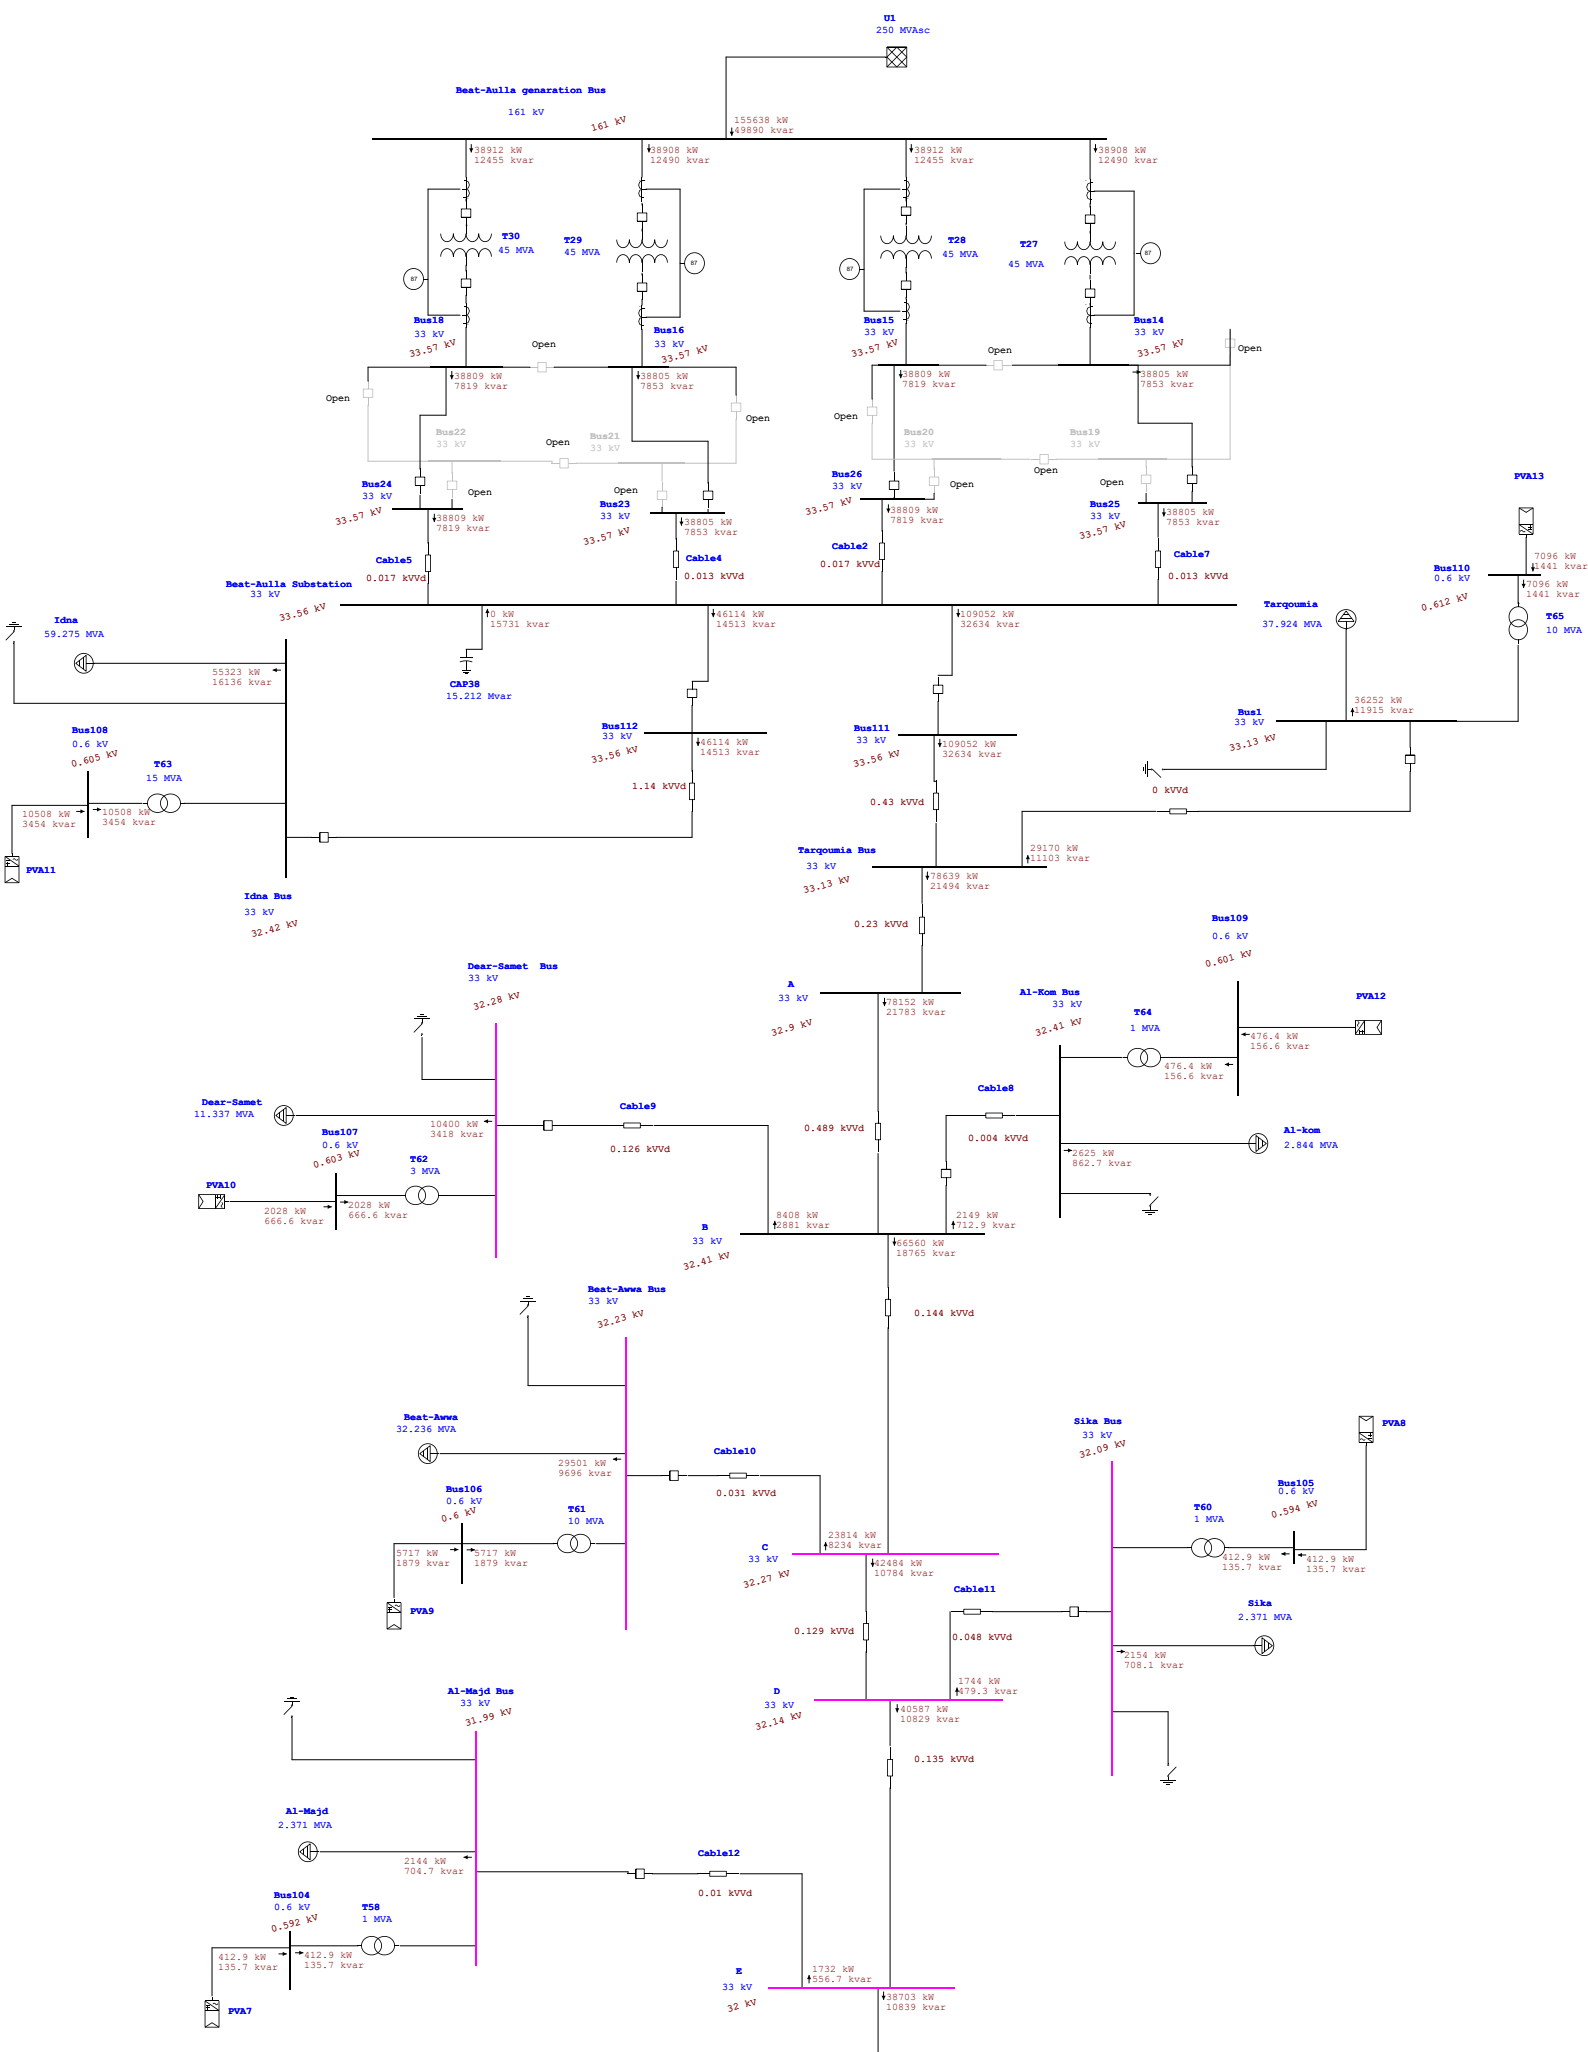 U1
250 MVAsc
Beat-Aulla genaration Bus
161 kV
161 kV
155638 kW
49890 kvar
38912 kW
12455 kvar
38908 kW
12490 kvar
38912 kW
12455 kvar
38908 kW
12490 kvar
T30
45 MVA
T29
45 MVA
T28
45 MVA
T27
45 MVA
87
87
87
87
Bus18
33 kV
33.57 kV
Bus16
33 kV
33.57 kV
Bus15
33 kV
33.57 kV
Bus14
33 kV
33.57 kV
Open
Open
Open
38809 kW
7819 kvar
38805 kW
7853 kvar
38809 kW
7819 kvar
38805 kW
7853 kvar
Open
Open
Open
Bus22
33 kV
Open
Bus21
33 kV
Bus20
33 kV
Bus19
33 kV
Open
Bus24
33 kV
33.57 kV
Open
Open
Bus23
33 kV
33.57 kV
Bus26
33 kV
33.57 kV
Open
Open
Bus25
33 kV
33.57 kV
38809 kW
7819 kvar
38805 kW
7853 kvar
38809 kW
7819 kvar
38805 kW
7853 kvar
Cable5
0.017 kVVd
Cable4
0.013 kVVd
Cable2
0.017 kVVd
Cable7
0.013 kVVd
PVA13
7096 kW
1441 kvar
Bus110
0.6 kV
0.612 kV
7096 kW
1441 kvar
T65
10 MVA
Beat-Aulla Substation
33 kV
33.56 kV
0 kW
15731 kvar
46114 kW
14513 kvar
109052 kW
32634 kvar
Tarqoumia
37.924 MVA
Idna
59.275 MVA
55323 kW
16136 kvar
CAP38
15.212 Mvar
36252 kW
11915 kvar
Bus1
33 kV
33.13 kV
Bus108
0.6 kV
0.605 kV
T63
15 MVA
Bus112
33 kV
33.56 kV
46114 kW
14513 kvar
Bus111
33 kV
33.56 kV
109052 kW
32634 kvar
1.14 kVVd
0.43 kVVd
0 kVVd
10508 kW
3454 kvar
10508 kW
3454 kvar
PVA11
Idna Bus
33 kV
32.42 kV
Tarqoumia Bus
33 kV
33.13 kV
29170 kW
11103 kvar
78639 kW
21494 kvar
0.23 kVVd
Bus109
0.6 kV
0.601 kV
Dear-Samet  Bus
33 kV
32.28 kV
A
33 kV
32.9 kV
78152 kW
21783 kvar
Al-Kom Bus
33 kV
32.41 kV
T64
1 MVA
PVA12
476.4 kW
156.6 kvar
476.4 kW
156.6 kvar
Cable8
0.004 kVVd
Dear-Samet
11.337 MVA
10400 kW
3418 kvar
Cable9
0.126 kVVd
0.489 kVVd
Al-kom
2.844 MVA
2625 kW
862.7 kvar
Bus107
0.6 kV
0.603 kV
T62
3 MVA
PVA10
2028 kW
666.6 kvar
2028 kW
666.6 kvar
8408 kW
2881 kvar
2149 kW
712.9 kvar
B
33 kV
32.41 kV
66560 kW
18765 kvar
Beat-Awwa Bus
33 kV
32.23 kV
0.144 kVVd
Beat-Awwa
32.236 MVA
29501 kW
9696 kvar
Cable10
0.031 kVVd
Sika Bus
33 kV
32.09 kV
PVA8
Bus106
0.6 kV
0.6 kV
T61
10 MVA
Bus105
0.6 kV
0.594 kV
T60
1 MVA
5717 kW
1879 kvar
5717 kW
1879 kvar
23814 kW
8234 kvar
C
33 kV
32.27 kV
42484 kW
10784 kvar
412.9 kW
135.7 kvar
412.9 kW
135.7 kvar
PVA9
Cable11
0.048 kVVd
0.129 kVVd
Sika
2.371 MVA
2154 kW
708.1 kvar
Al-Majd Bus
33 kV
31.99 kV
D
33 kV
32.14 kV
1744 kW
479.3 kvar
40587 kW
10829 kvar
0.135 kVVd
Al-Majd
2.371 MVA
2144 kW
704.7 kvar
Cable12
0.01 kVVd
Bus104
0.6 kV
0.592 kV
T58
1 MVA
412.9 kW
135.7 kvar
412.9 kW
135.7 kvar
PVA7
E
33 kV
32 kV
1732 kW
556.7 kvar
38703 kW
10839 kvar